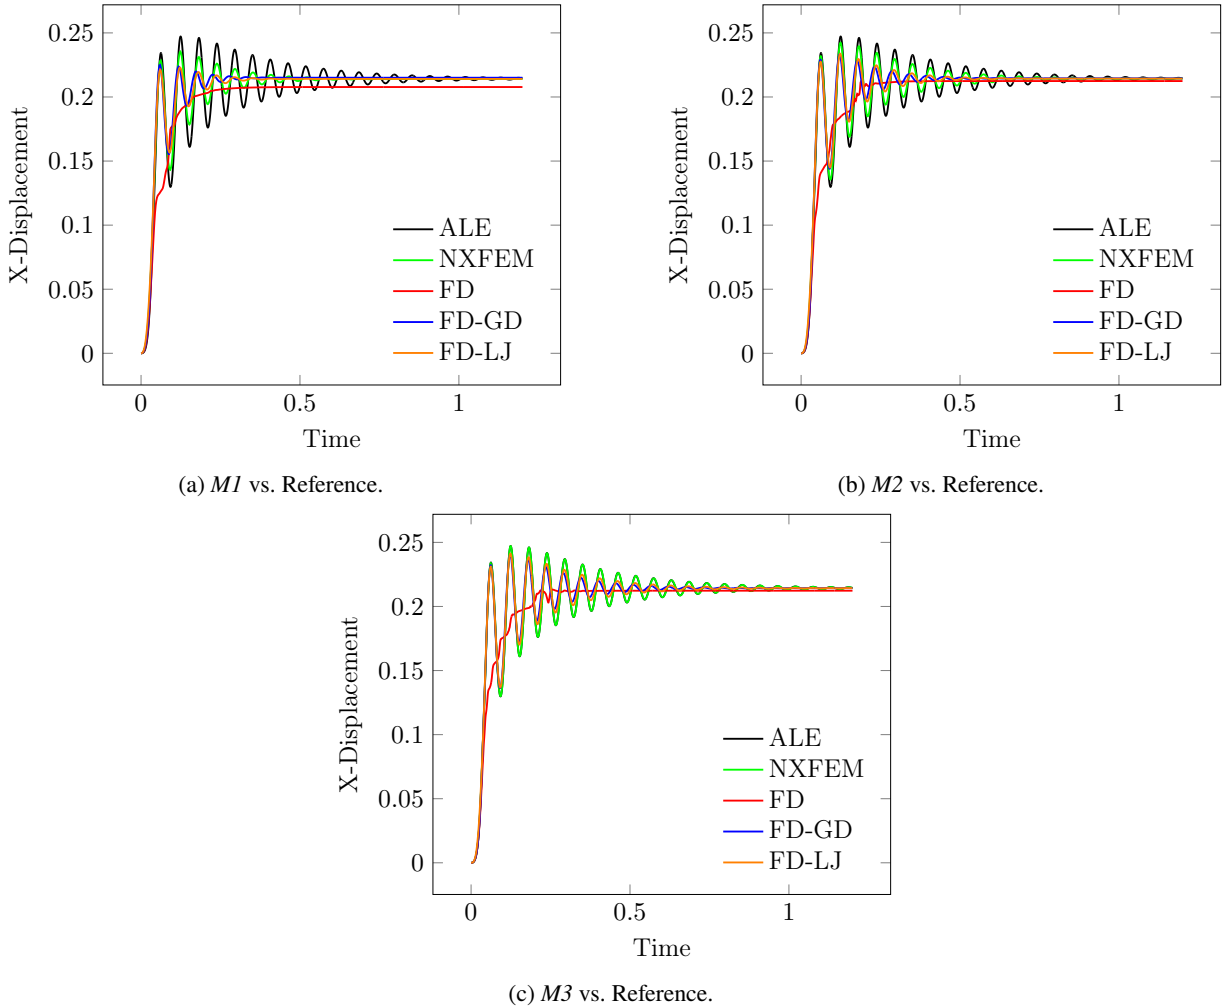 0.25
0.2
0.15
0.1
0.05
0
X-Displacement
ALE
NXFEM
FD
FD-GD
FD-LJ
0
0.5
1
Time
(a) M1 vs. Reference.
0.25
0.2
0.15
0.1
0.05
0
X-Displacement
ALE
NXFEM
FD
FD-GD
FD-LJ
0
0.5
1
Time
(b) M2 vs. Reference.
0.25
0.2
0.15
0.1
0.05
0
X-Displacement
ALE
NXFEM
FD
FD-GD
FD-LJ
0
0.5
1
Time
(c) M3 vs. Reference.